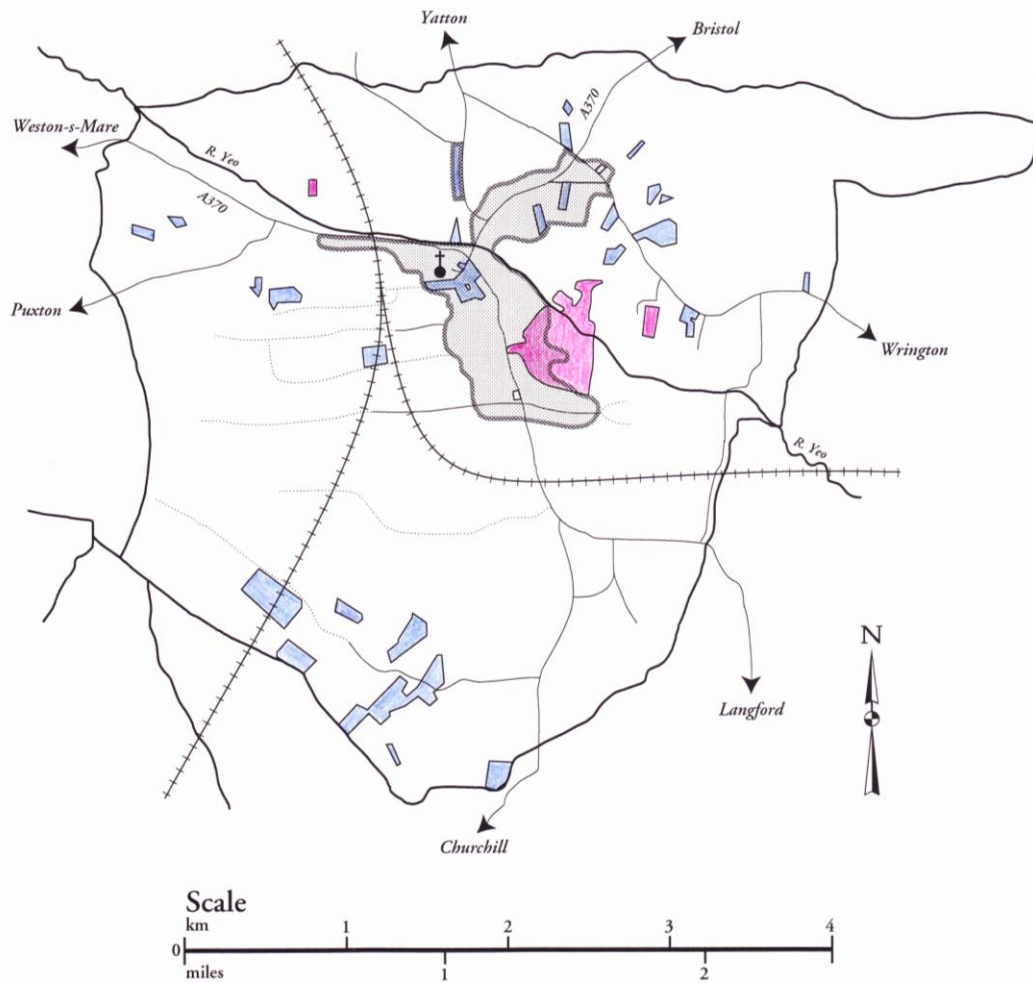 Yatton
Bristol
A370
Weston-s-Mare
R. Yeo
A370
Puxton
Wrington
R. Yeo
N
Langford
Churchill
Scale
km
1
2
3
4
0
miles
1
2